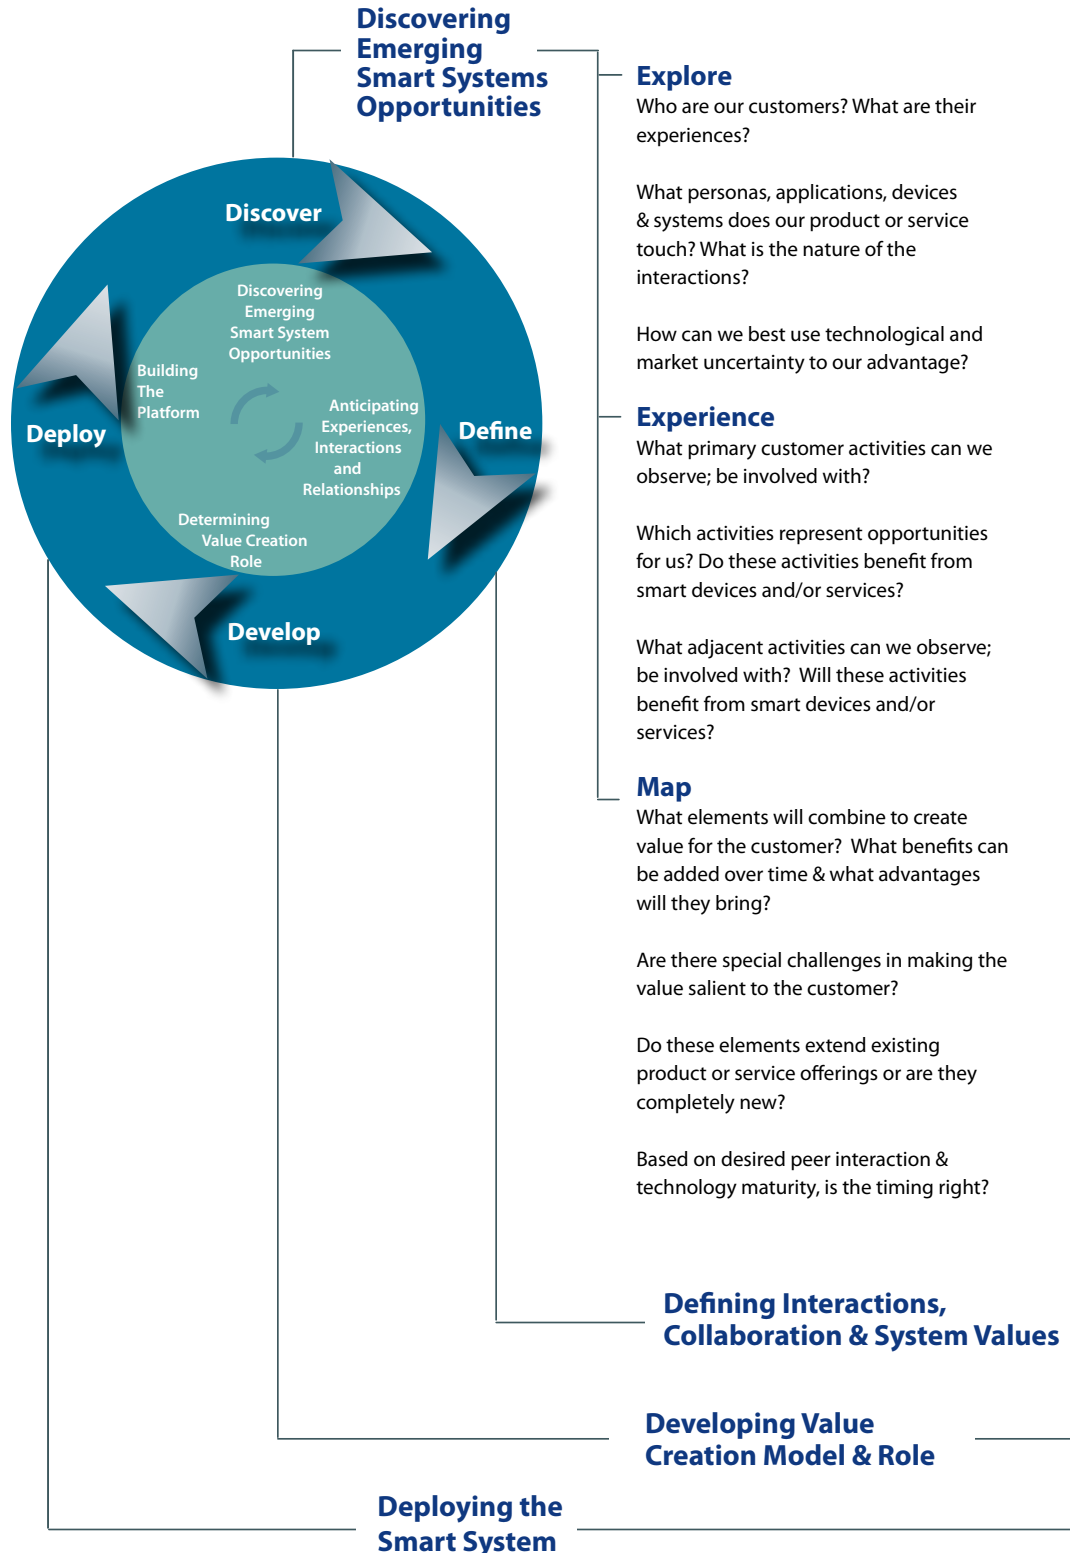 Discovering
Emerging
Smart Systems
Opportunities
Explore
Who are our customers? What are their
experiences?
What personas, applications, devices
& systems does our product or service
touch? What is the nature of the
interactions?
How can we best use technological and
market uncertainty to our advantage?
Experience
What primary customer activities can we
observe; be involved with?
Which activities represent opportunities
for us? Do these activities benefit from
smart devices and/or services?
What adjacent activities can we observe;
be involved with?  Will these activities
benefit from smart devices and/or
services?
Map
What elements will combine to create
value for the customer?  What benefits can
be added over time & what advantages
will they bring?
Are there special challenges in making the
value salient to the customer?
Do these elements extend existing
product or service offerings or are they
completely new?
Based on desired peer interaction &
technology maturity, is the timing right?
Discover
Discovering
Emerging
Smart System
Opportunities
Define
Anticipating
Experiences,
Interactions
and
Relationships
Develop
Determining
Value Creation
Role
Deploy
Building
The
Platform
Defining Interactions,
Collaboration & System Values
Developing Value
Creation Model & Role
Deploying the
Smart System